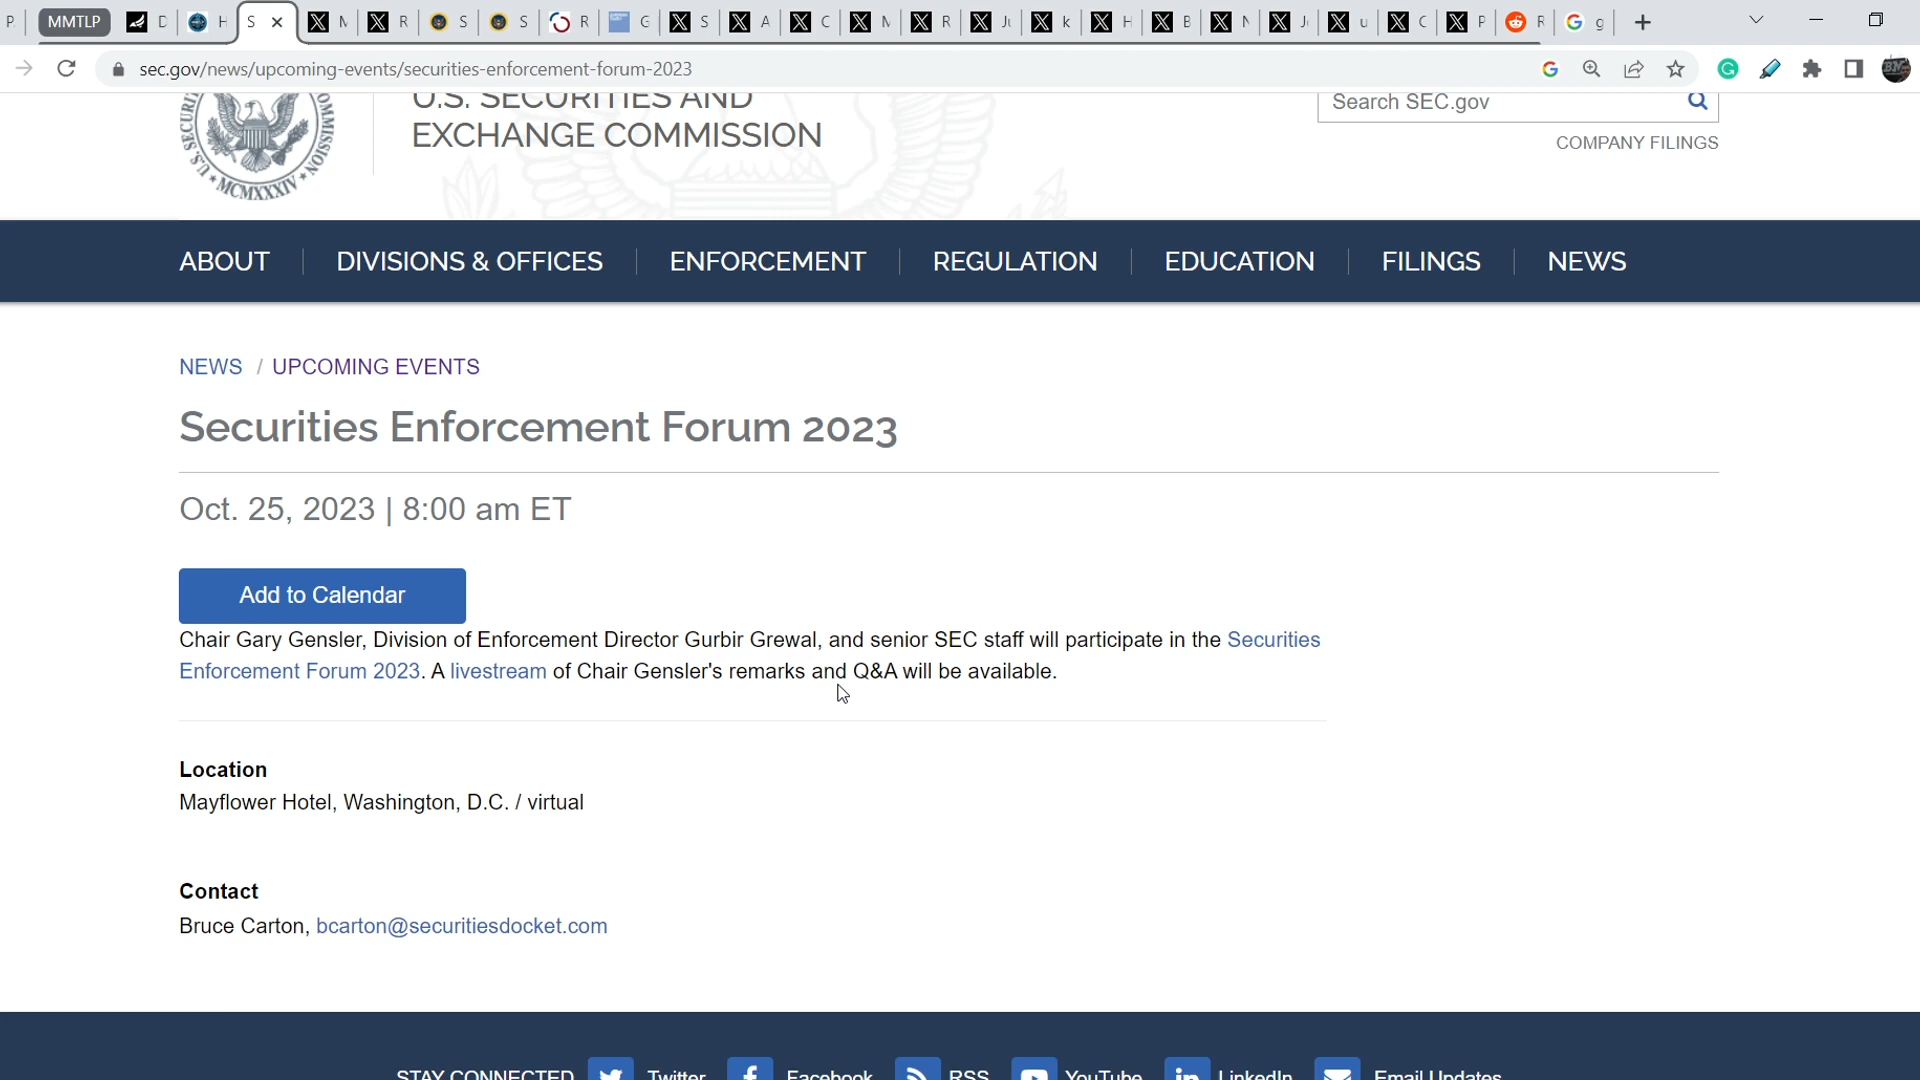 P MMTLP D H S M R S S R G S A C M R Ju k H B N Jo u C P R g
sec.gov/news/upcoming-events/securities-enforcement-forum-2023
U.S. SECURITIES AND
EXCHANGE COMMISSION
MCMXXXIV
Search SEC.gov
COMPANY FILINGS
ABOUT DIVISIONS & OFFICES ENFORCEMENT REGULATION EDUCATION FILINGS NEWS
NEWS / UPCOMING EVENTS
Securities Enforcement Forum 2023
Oct. 25, 2023 | 8:00 am ET
Add to Calendar
Chair Gary Gensler, Division of Enforcement Director Gurbir Grewal, and senior SEC staff will participate in the Securities
Enforcement Forum 2023. A livestream of Chair Gensler's remarks and Q&A will be available.
Location
Mayflower Hotel, Washington, D.C. / virtual
Contact
Bruce Carton, bcarton@securitiesdocket.com
STAY CONNECTED Twitter Facebook RSS YouTube LinkedIn Email Updates